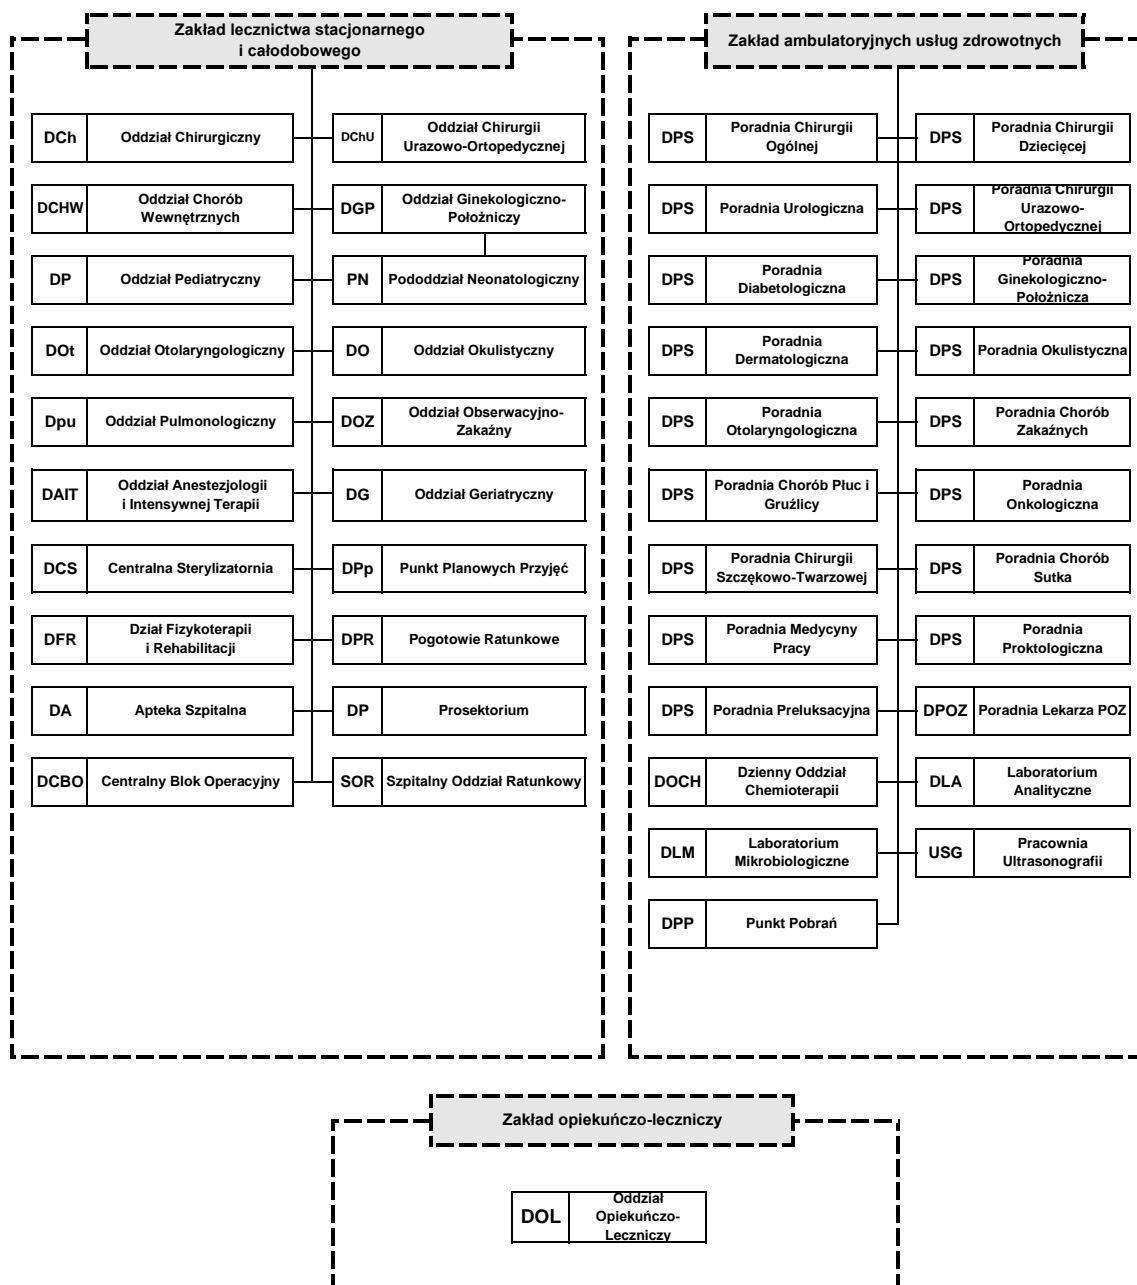 Zakład lecznictwa stacjonarnego
i całodobowego
DCh
Oddział Chirurgiczny
DChU
Oddział Chirurgii
Urazowo-Ortopedycznej
DCHW
Oddział Chorób
Wewnętrznych
DGP
Oddział Ginekologiczno-
Położniczy
DP
Oddział Pediatryczny
PN
Pododdział Neonatologiczny
DOt
Oddział Otolaryngologiczny
DO
Oddział Okulistyczny
Dpu
Oddział Pulmonologiczny
DOZ
Oddział Obserwacyjno-
Zakaźny
DAIT
Oddział Anestezjologii
i Intensywnej Terapii
DG
Oddział Geriatryczny
DCS
Centralna Sterylizatornia
DPp
Punkt Planowych Przyjęć
DFR
Dział Fizykoterapii
i Rehabilitacji
DPR
Pogotowie Ratunkowe
DA
Apteka Szpitalna
DP
Prosektorium
DCBO
Centralny Blok Operacyjny
SOR
Szpitalny Oddział Ratunkowy
Zakład ambulatoryjnych usług zdrowotnych
DPS
Poradnia Chirurgii
Ogólnej
DPS
Poradnia Chirurgii
Dziecięcej
DPS
Poradnia Urologiczna
DPS
Poradnia Chirurgii
Urazowo-
Ortopedycznej
DPS
Poradnia
Diabetologiczna
DPS
Poradnia
Ginekologiczno-
Położnicza
DPS
Poradnia
Dermatologiczna
DPS
Poradnia Okulistyczna
DPS
Poradnia
Otolaryngologiczna
DPS
Poradnia Chorób
Zakaźnych
DPS
Poradnia Chorób Płuc i
Gruźlicy
DPS
Poradnia
Onkologiczna
DPS
Poradnia Chirurgii
Szczękowo-Twarzowej
DPS
Poradnia Chorób
Sutka
DPS
Poradnia Medycyny
Pracy
DPS
Poradnia
Proktologiczna
DPS
Poradnia Preluksacyjna
DPOZ
Poradnia Lekarza POZ
DOCH
Dzienny Oddział
Chemioterapii
DLA
Laboratorium
Analityczne
DLM
Laboratorium
Mikrobiologiczne
USG
Pracownia
Ultrasonografii
DPP
Punkt Pobrań
Zakład opiekuńczo-leczniczy
DOL
Oddział
Opiekuńczo-
Leczniczy